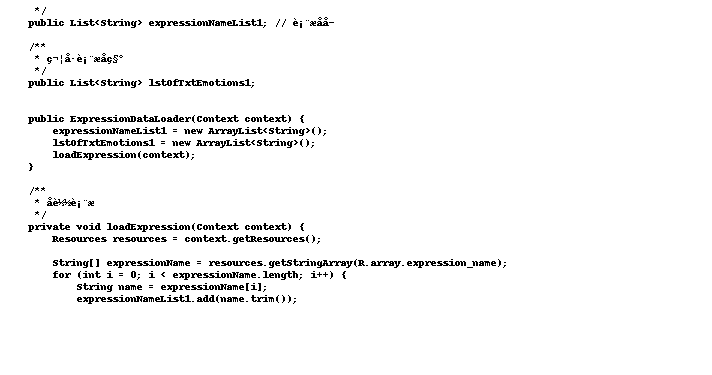 */
public List<String> expressionNameList1; // è¡¨æåå­

/**
 * ç¬¦å·è¡¨æåç§°
 */
public List<String> lstOfTxtEmotions1;

public ExpressionDataLoader(Context context) {
    expressionNameList1 = new ArrayList<String>();
    lstOfTxtEmotions1 = new ArrayList<String>();
    loadExpression(context);
}

/**
 * åè½½è¡¨æ
 */
private void loadExpression(Context context) {
    Resources resources = context.getResources();

    String[] expressionName = resources.getStringArray(R.array.expression_name);
    for (int i = 0; i < expressionName.length; i++) {
        String name = expressionName[i];
        expressionNameList1.add(name.trim());